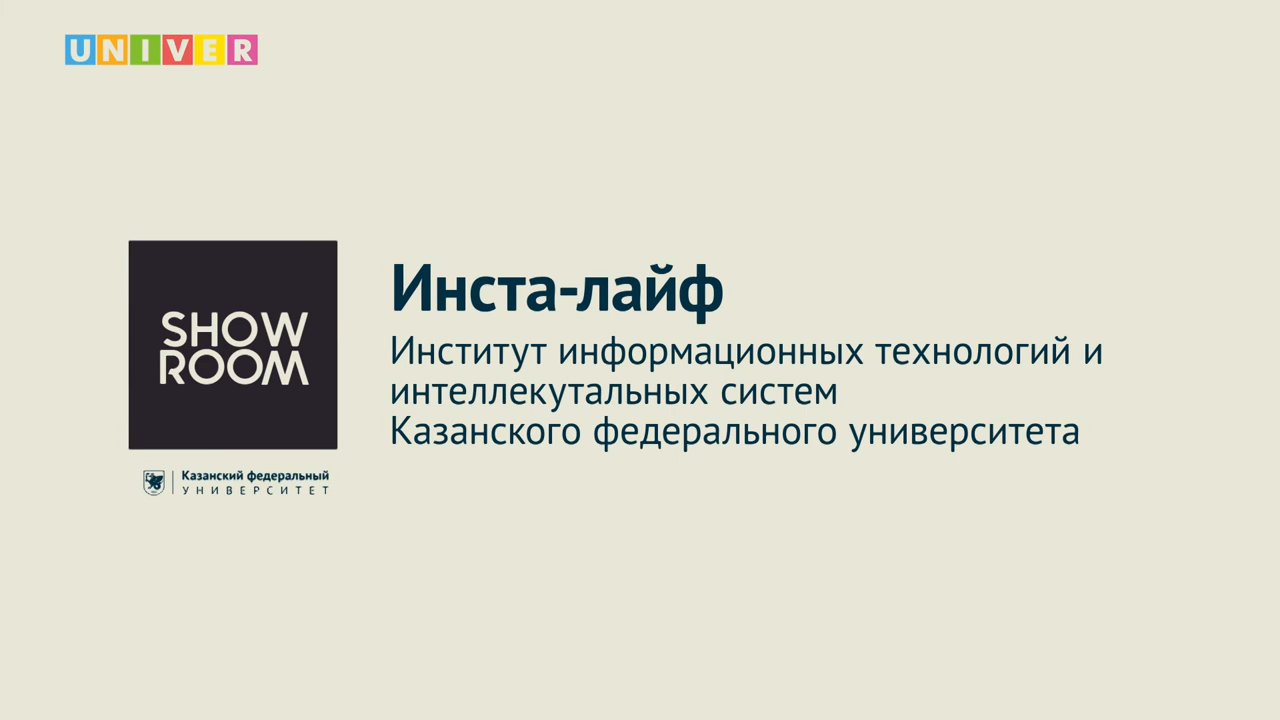 UNIVER
SHOW
ROOM
Казанский федеральный
УНИВЕРСИТЕТ
Инста-лайф
Институт информационных технологий и
интеллекутальных систем
Казанского федерального университета